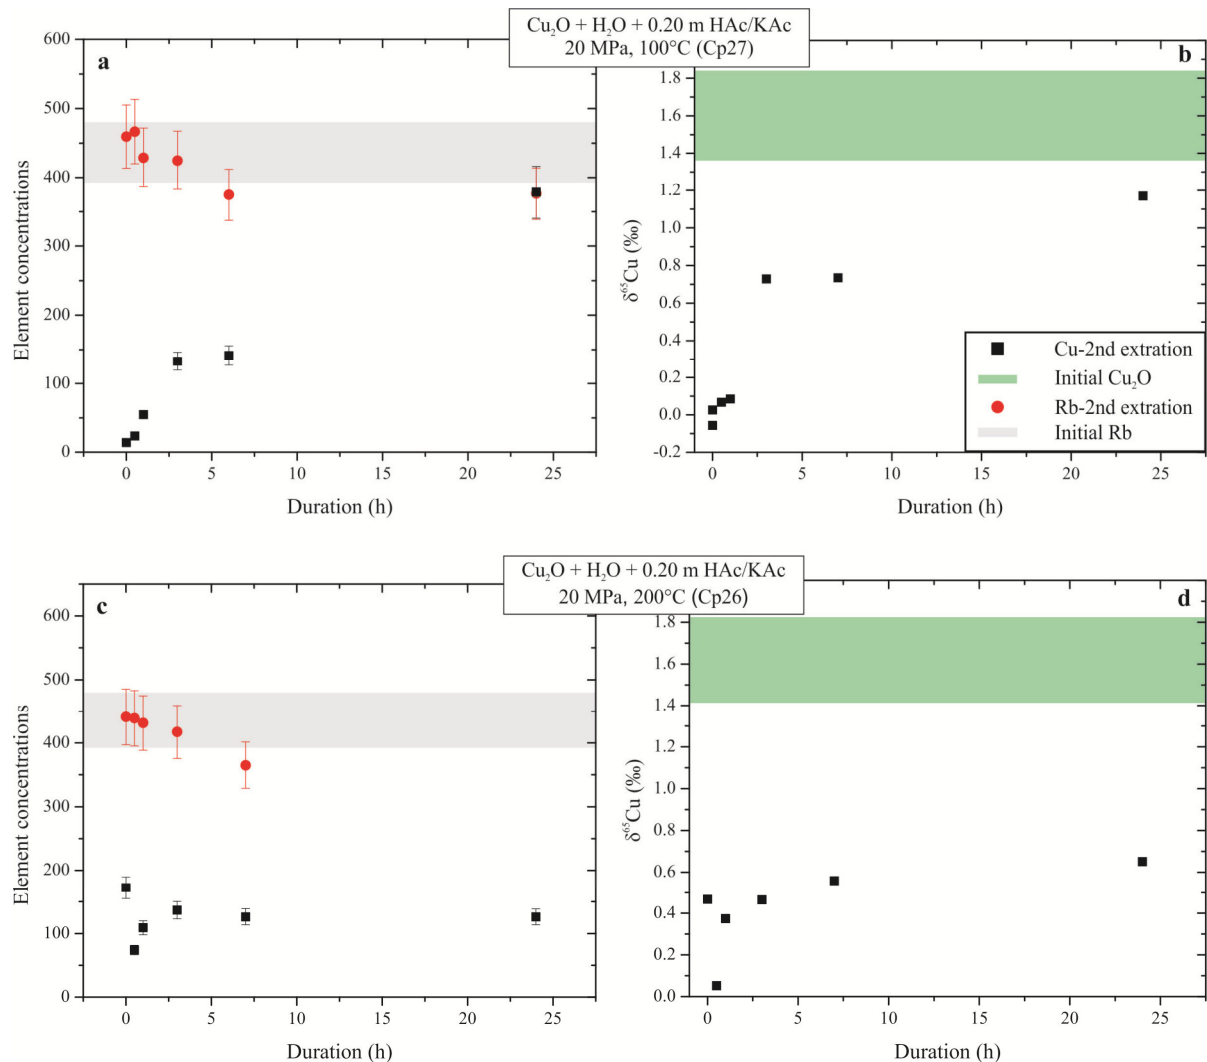 Cu₂O + H₂O + 0.20 m HAc/KAc
20 MPa, 100°C (Cp27)
a
600
500
400
300
200
100
0
Element concentrations
0 5 10 15 20 25
Duration (h)
b
1.8
1.6
1.4
1.2
1.0
0.8
0.6
0.4
0.2
0.0
-0.2
δ⁶⁵Cu (‰)
Cu-2nd extration
Initial Cu₂O
Rb-2nd extration
Initial Rb
0 5 10 15 20 25
Duration (h)
Cu₂O + H₂O + 0.20 m HAc/KAc
20 MPa, 200°C (Cp26)
c
600
500
400
300
200
100
0
Element concentrations
0 5 10 15 20 25
Duration (h)
d
1.8
1.6
1.4
1.2
1.0
0.8
0.6
0.4
0.2
0.0
δ⁶⁵Cu (‰)
0 5 10 15 20 25
Duration (h)